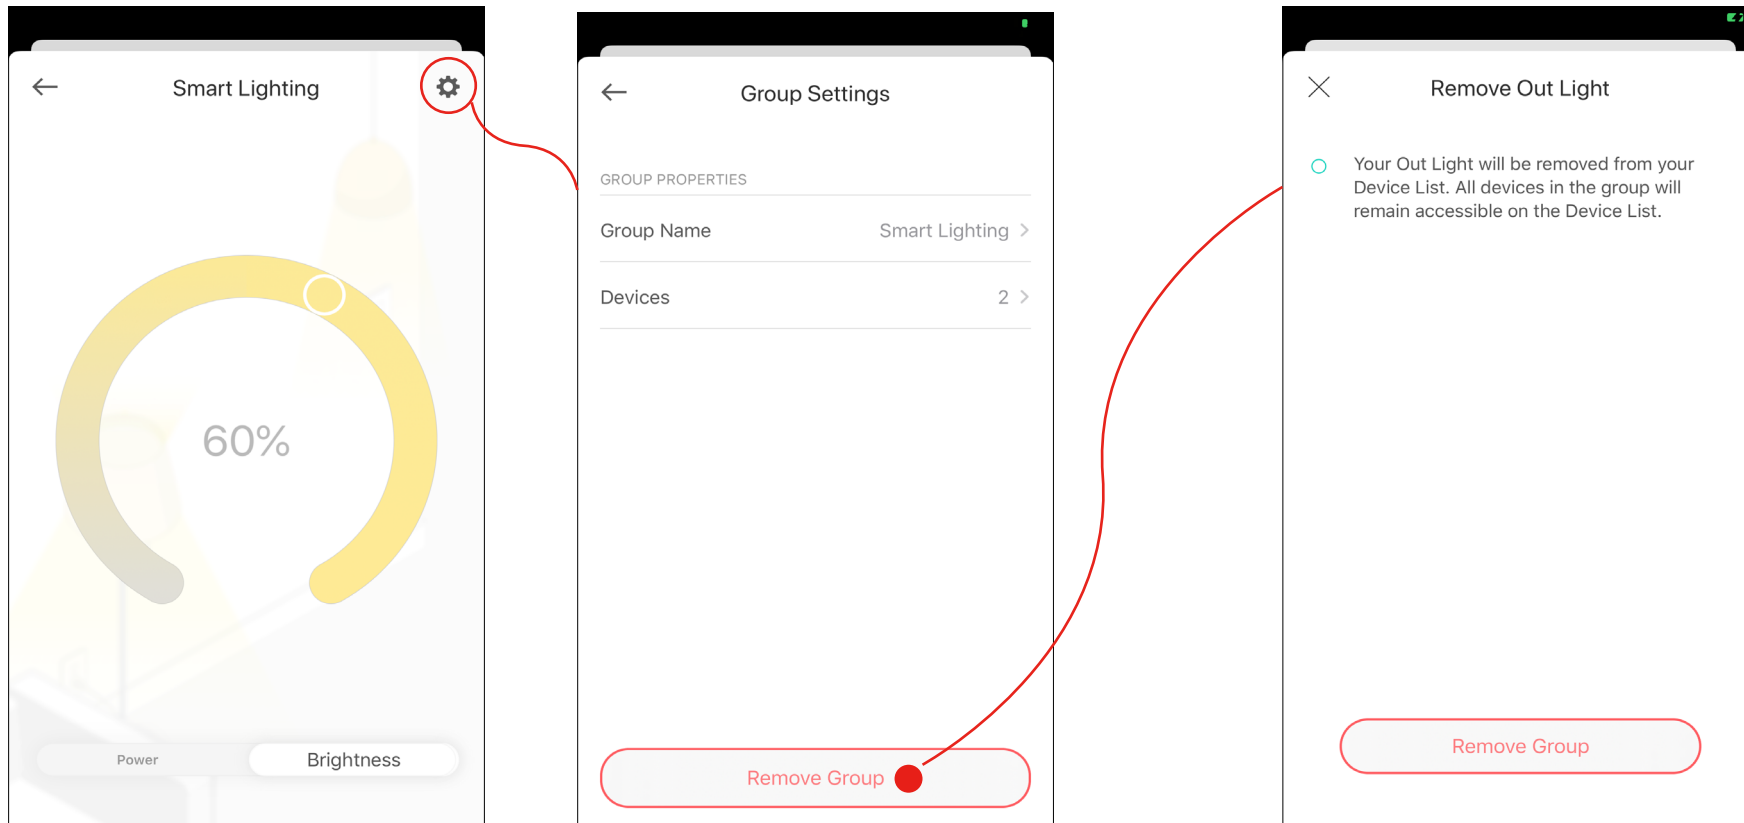 Smart Lighting
60%
Power
Brightness
Group Settings
GROUP PROPERTIES
Group Name
Smart Lighting
Devices
2
Remove Group
Remove Out Light
Your Out Light will be removed from your
Device List. All devices in the group will
remain accessible on the Device List.
Remove Group